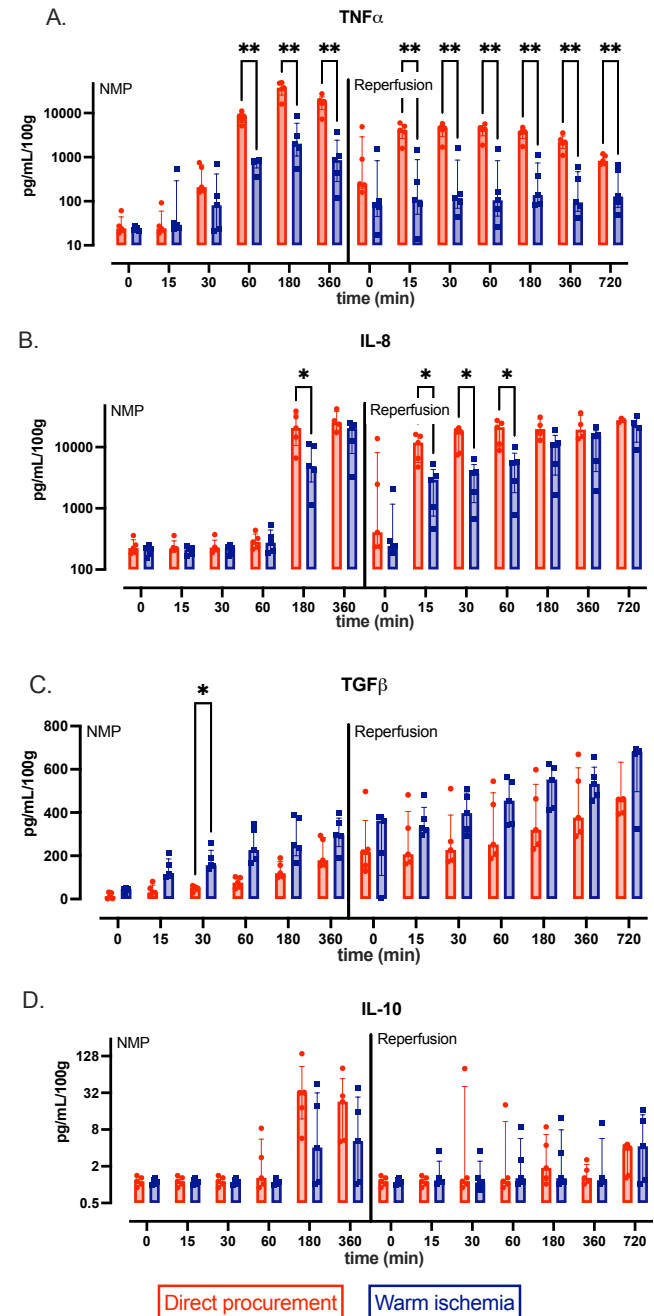 A.
TNFα
** ** ** ** ** ** ** ** ** **
NMP
Reperfusion
pg/mL/100g
10000
1000
100
10
0 15 30 60 180 360 0 15 30 60 180 360 720
time (min)
B.
IL-8
* * * *
NMP
Reperfusion
pg/mL/100g
10000
1000
100
0 15 30 60 180 360 0 15 30 60 180 360 720
time (min)
C.
TGFβ
*
NMP
Reperfusion
pg/mL/100g
800
600
400
200
0
0 15 30 60 180 360 0 15 30 60 180 360 720
time (min)
D.
IL-10
NMP
Reperfusion
pg/mL/100g
128
32
8
2
0.5
0 15 30 60 180 360 0 15 30 60 180 360 720
time (min)
Direct procurement Warm ischemia